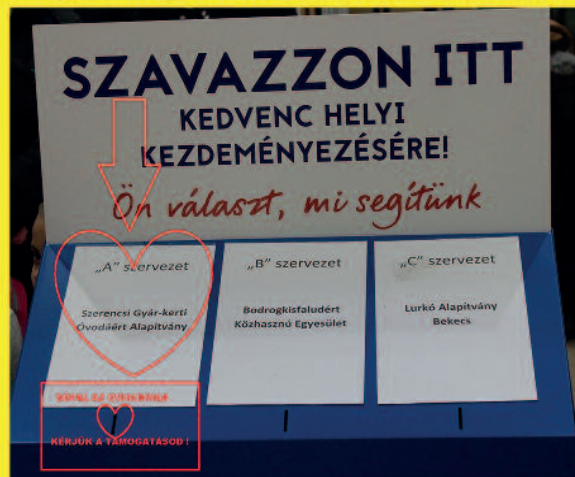 SZAVAZZON ITT
KEDVENC HELYI
KEZDEMÉNYEZÉSÉRE!
Ön választ, mi segítünk
„A" szervezet
Szerencsi Gyár-kerti
Óvodáért Alapítvány
„B" szervezet
Bodrogkisfaludért
Közhasznú Egyesület
„C" szervezet
Lurkó Alapítvány
Bekecs
KÉRJÜK A TÁMOGATÁSOD !